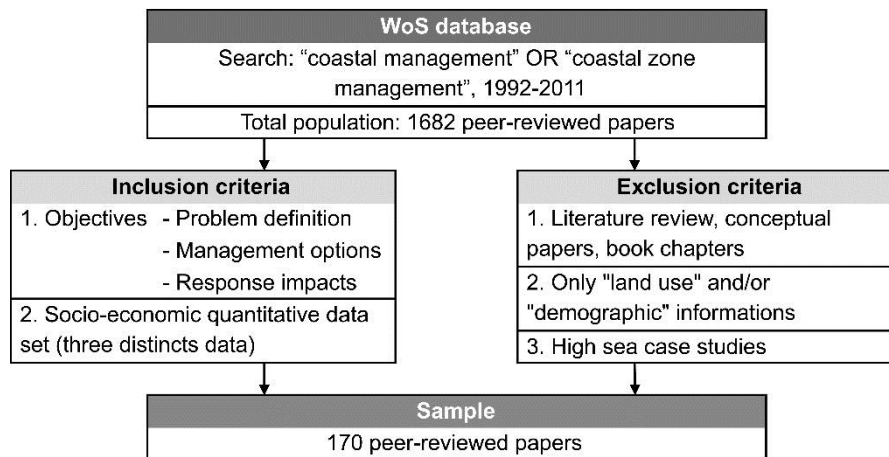 WoS database
Search: “coastal management” OR “coastal zone
management”, 1992-2011
Total population: 1682 peer-reviewed papers
Inclusion criteria
1. Objectives - Problem definition
- Management options
- Response impacts
2. Socio-economic quantitative data
set (three distincts data)
Exclusion criteria
1. Literature review, conceptual
papers, book chapters
2. Only "land use" and/or
"demographic" informations
3. High sea case studies
Sample
170 peer-reviewed papers